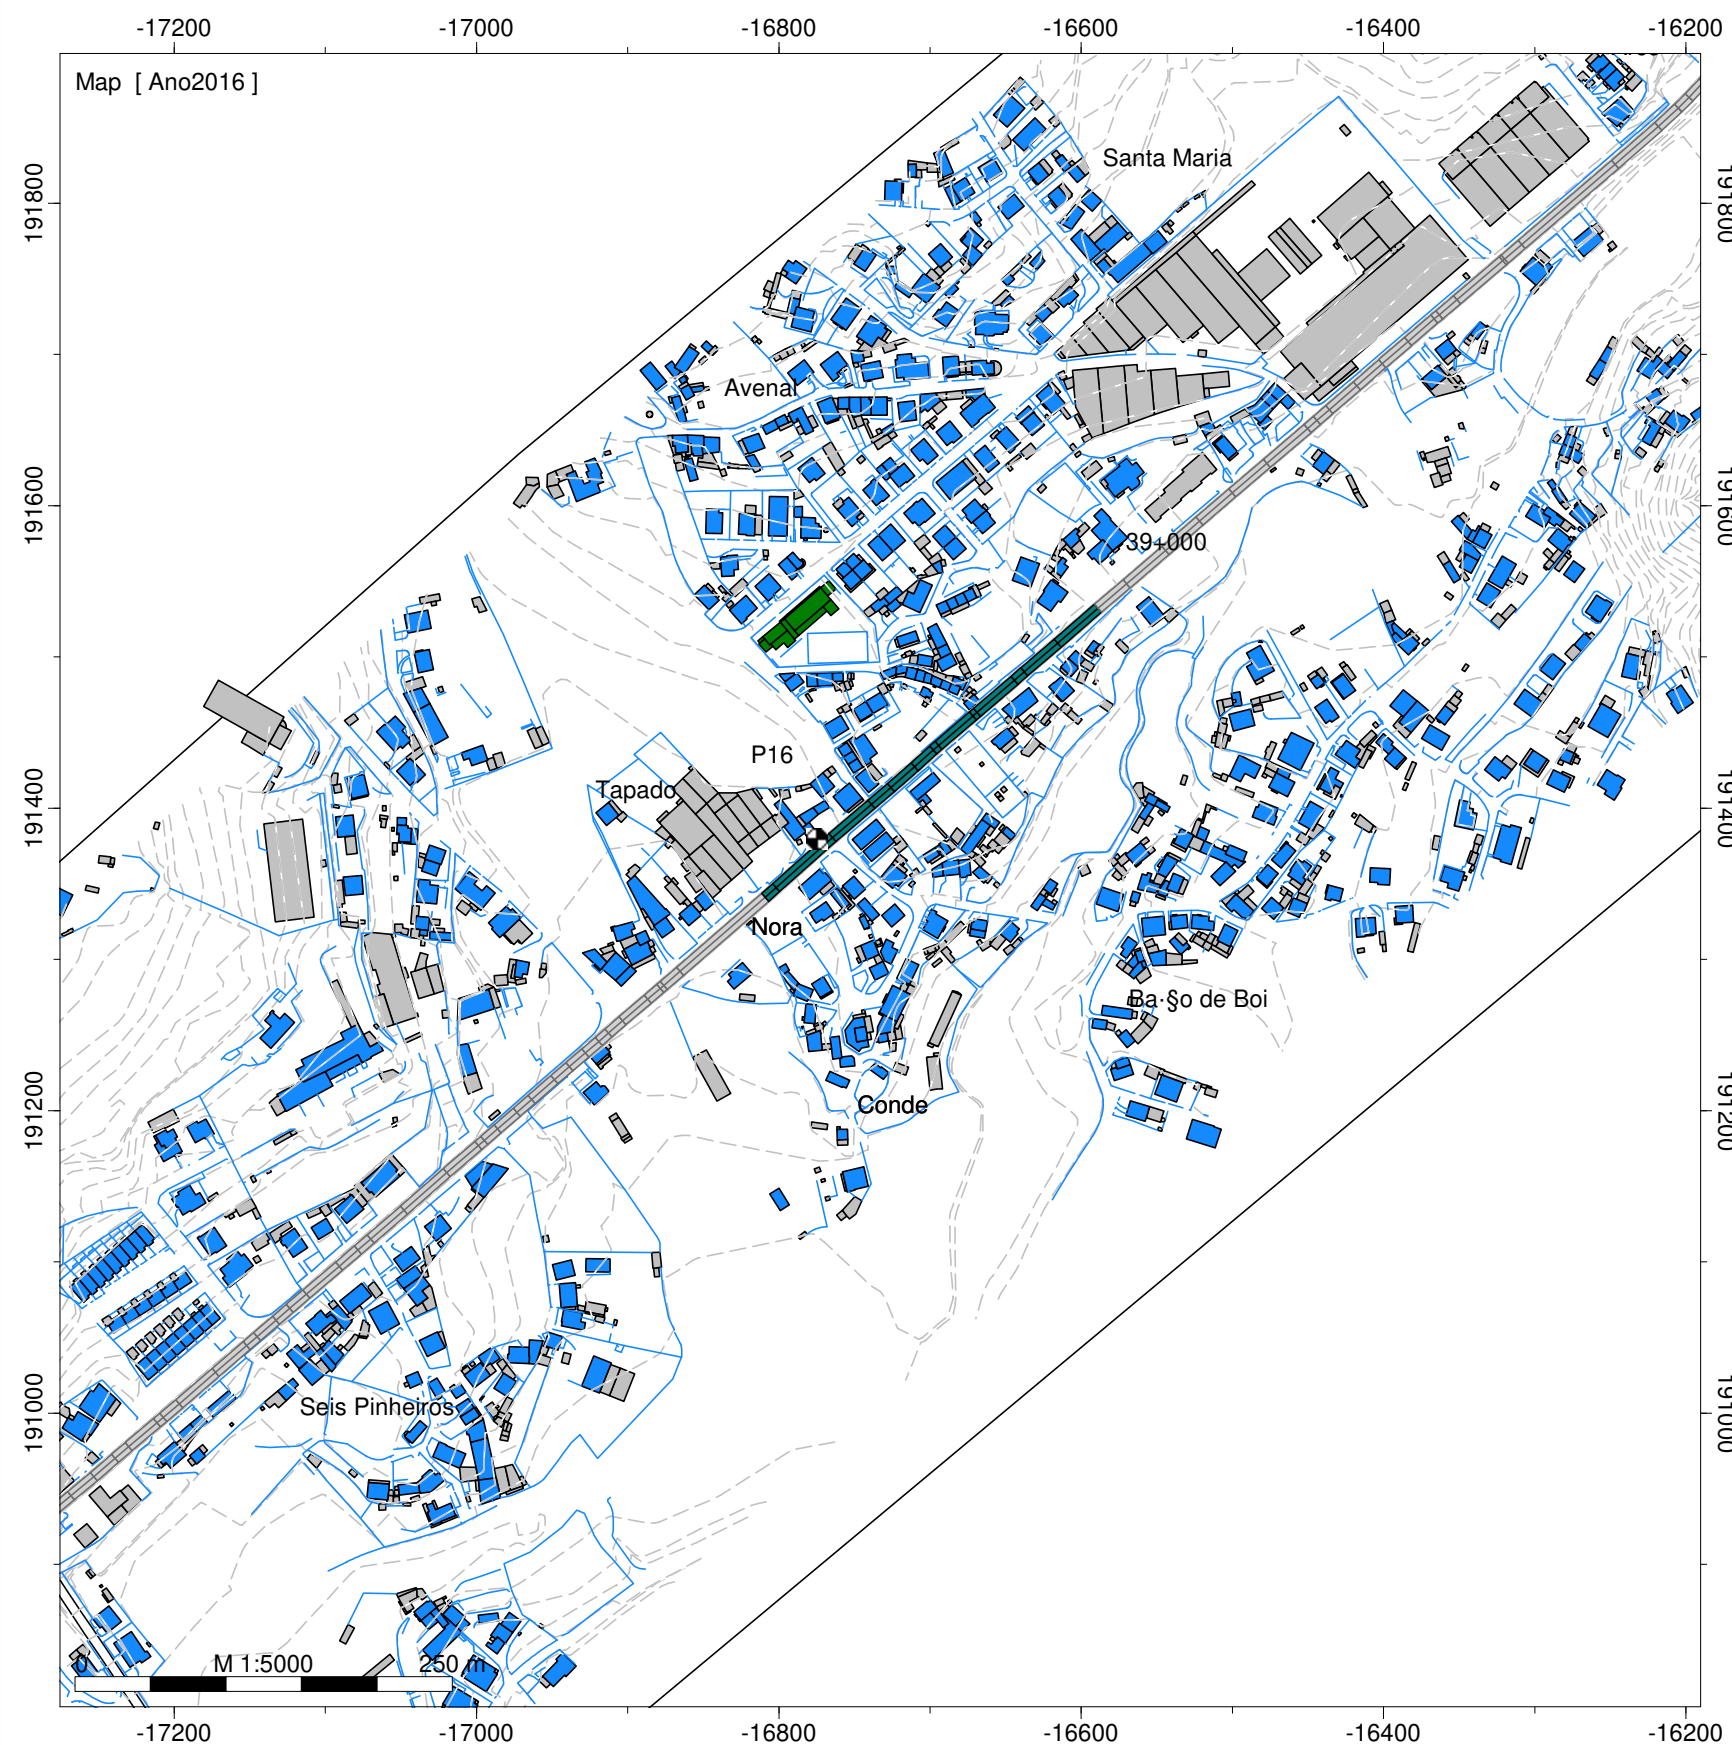 -17200 -17000 -16800 -16600 -16400 -16200
Map [ Ano2016 ]
Santa Maria
191800
191800
Avenal
191600
191600
39+000
P16
Tapado
191400
191400
Nora
Ba·§o de Boi
Conde
191200
191200
Seis Pinheiros
191000
191000
0 M 1:5000 250 m
-17200 -17000 -16800 -16600 -16400 -16200